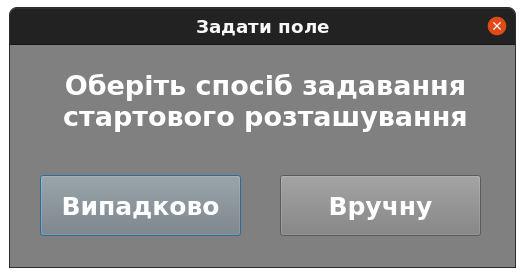 Задати поле
Оберіть спосіб задавання
стартового розташування
Випадково
Вручну